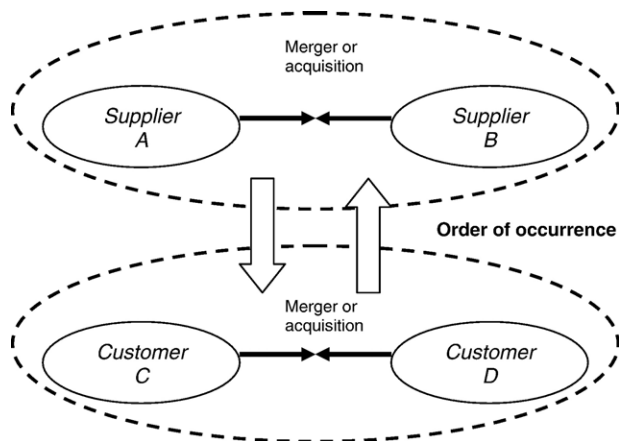 Merger or
acquisition
Supplier
A
Supplier
B
Order of occurrence
Merger or
acquisition
Customer
C
Customer
D